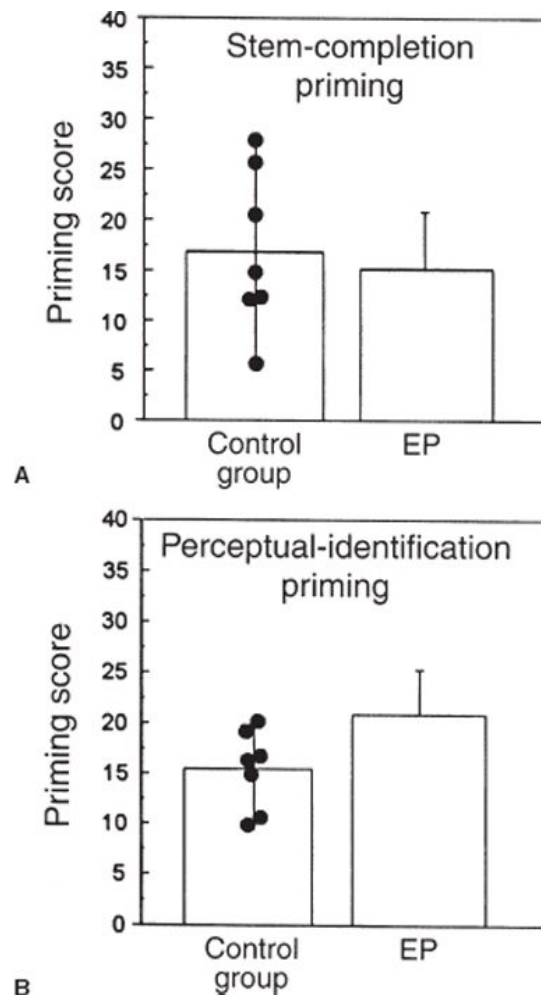 40
Stem-completion
priming
35
30
25
20
15
10
5
0
Priming score
Control
group
EP
A
40
Perceptual-identification
priming
35
30
25
20
15
10
5
0
Priming score
Control
group
EP
B